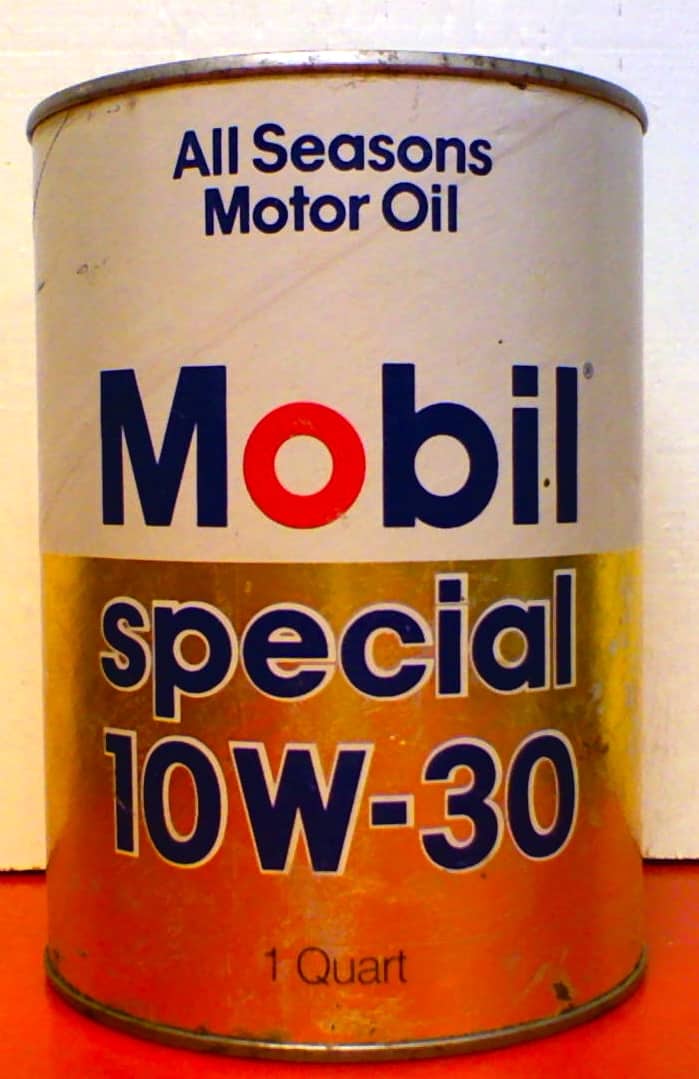 All Seasons
Motor Oil
Mobil®
special
10W-30
1 Quart